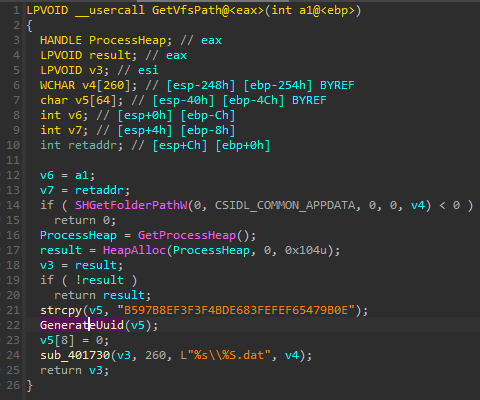 1 LPVOID __usercall GetVfsPath@<eax>(int a1@<ebp>)
2 {
3 HANDLE ProcessHeap; // eax
4 LPVOID result; // eax
5 LPVOID v3; // esi
6 WCHAR v4[260]; // [esp-248h] [ebp-254h] BYREF
7 char v5[64]; // [esp-40h] [ebp-4Ch] BYREF
8 int v6; // [esp+0h] [ebp-Ch]
9 int v7; // [esp+4h] [ebp-8h]
10 int retaddr; // [esp+Ch] [ebp+0h]
11
12 v6 = a1;
13 v7 = retaddr;
14 if ( SHGetFolderPathW(0, CSIDL_COMMON_APPDATA, 0, 0, v4) < 0 )
15 return 0;
16 ProcessHeap = GetProcessHeap();
17 result = HeapAlloc(ProcessHeap, 0, 0x104u);
18 v3 = result;
19 if ( !result )
20 return result;
21 strcpy(v5, "B597B8EF3F3F4BDE683FEFEF65479B0E");
22 GenerateUuid(v5);
23 v5[8] = 0;
24 sub_401730(v3, 260, L"%s\\%S.dat", v4);
25 return v3;
26 }